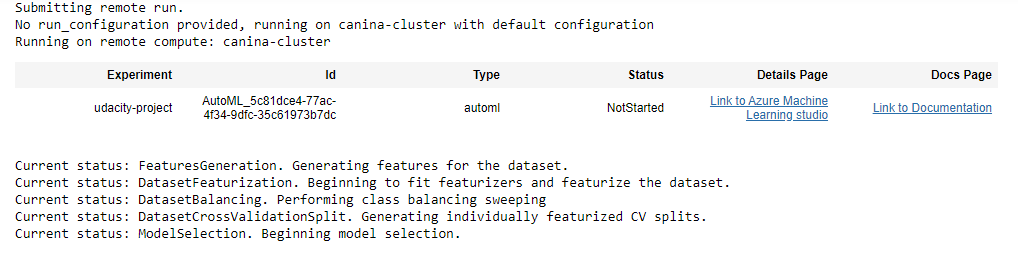 Submitting remote run.
No run_configuration provided, running on canina-cluster with default configuration
Running on remote compute: canina-cluster
Experiment Id Type Status Details Page Docs Page
udacity-project AutoML_5c81dce4-77ac-4f34-9dfc-35c61973b7dc automl NotStarted Link to Azure Machine Learning studio Link to Documentation
Current status: FeaturesGeneration. Generating features for the dataset.
Current status: DatasetFeaturization. Beginning to fit featurizers and featurize the dataset.
Current status: DatasetBalancing. Performing class balancing sweeping
Current status: DatasetCrossValidationSplit. Generating individually featurized CV splits.
Current status: ModelSelection. Beginning model selection.